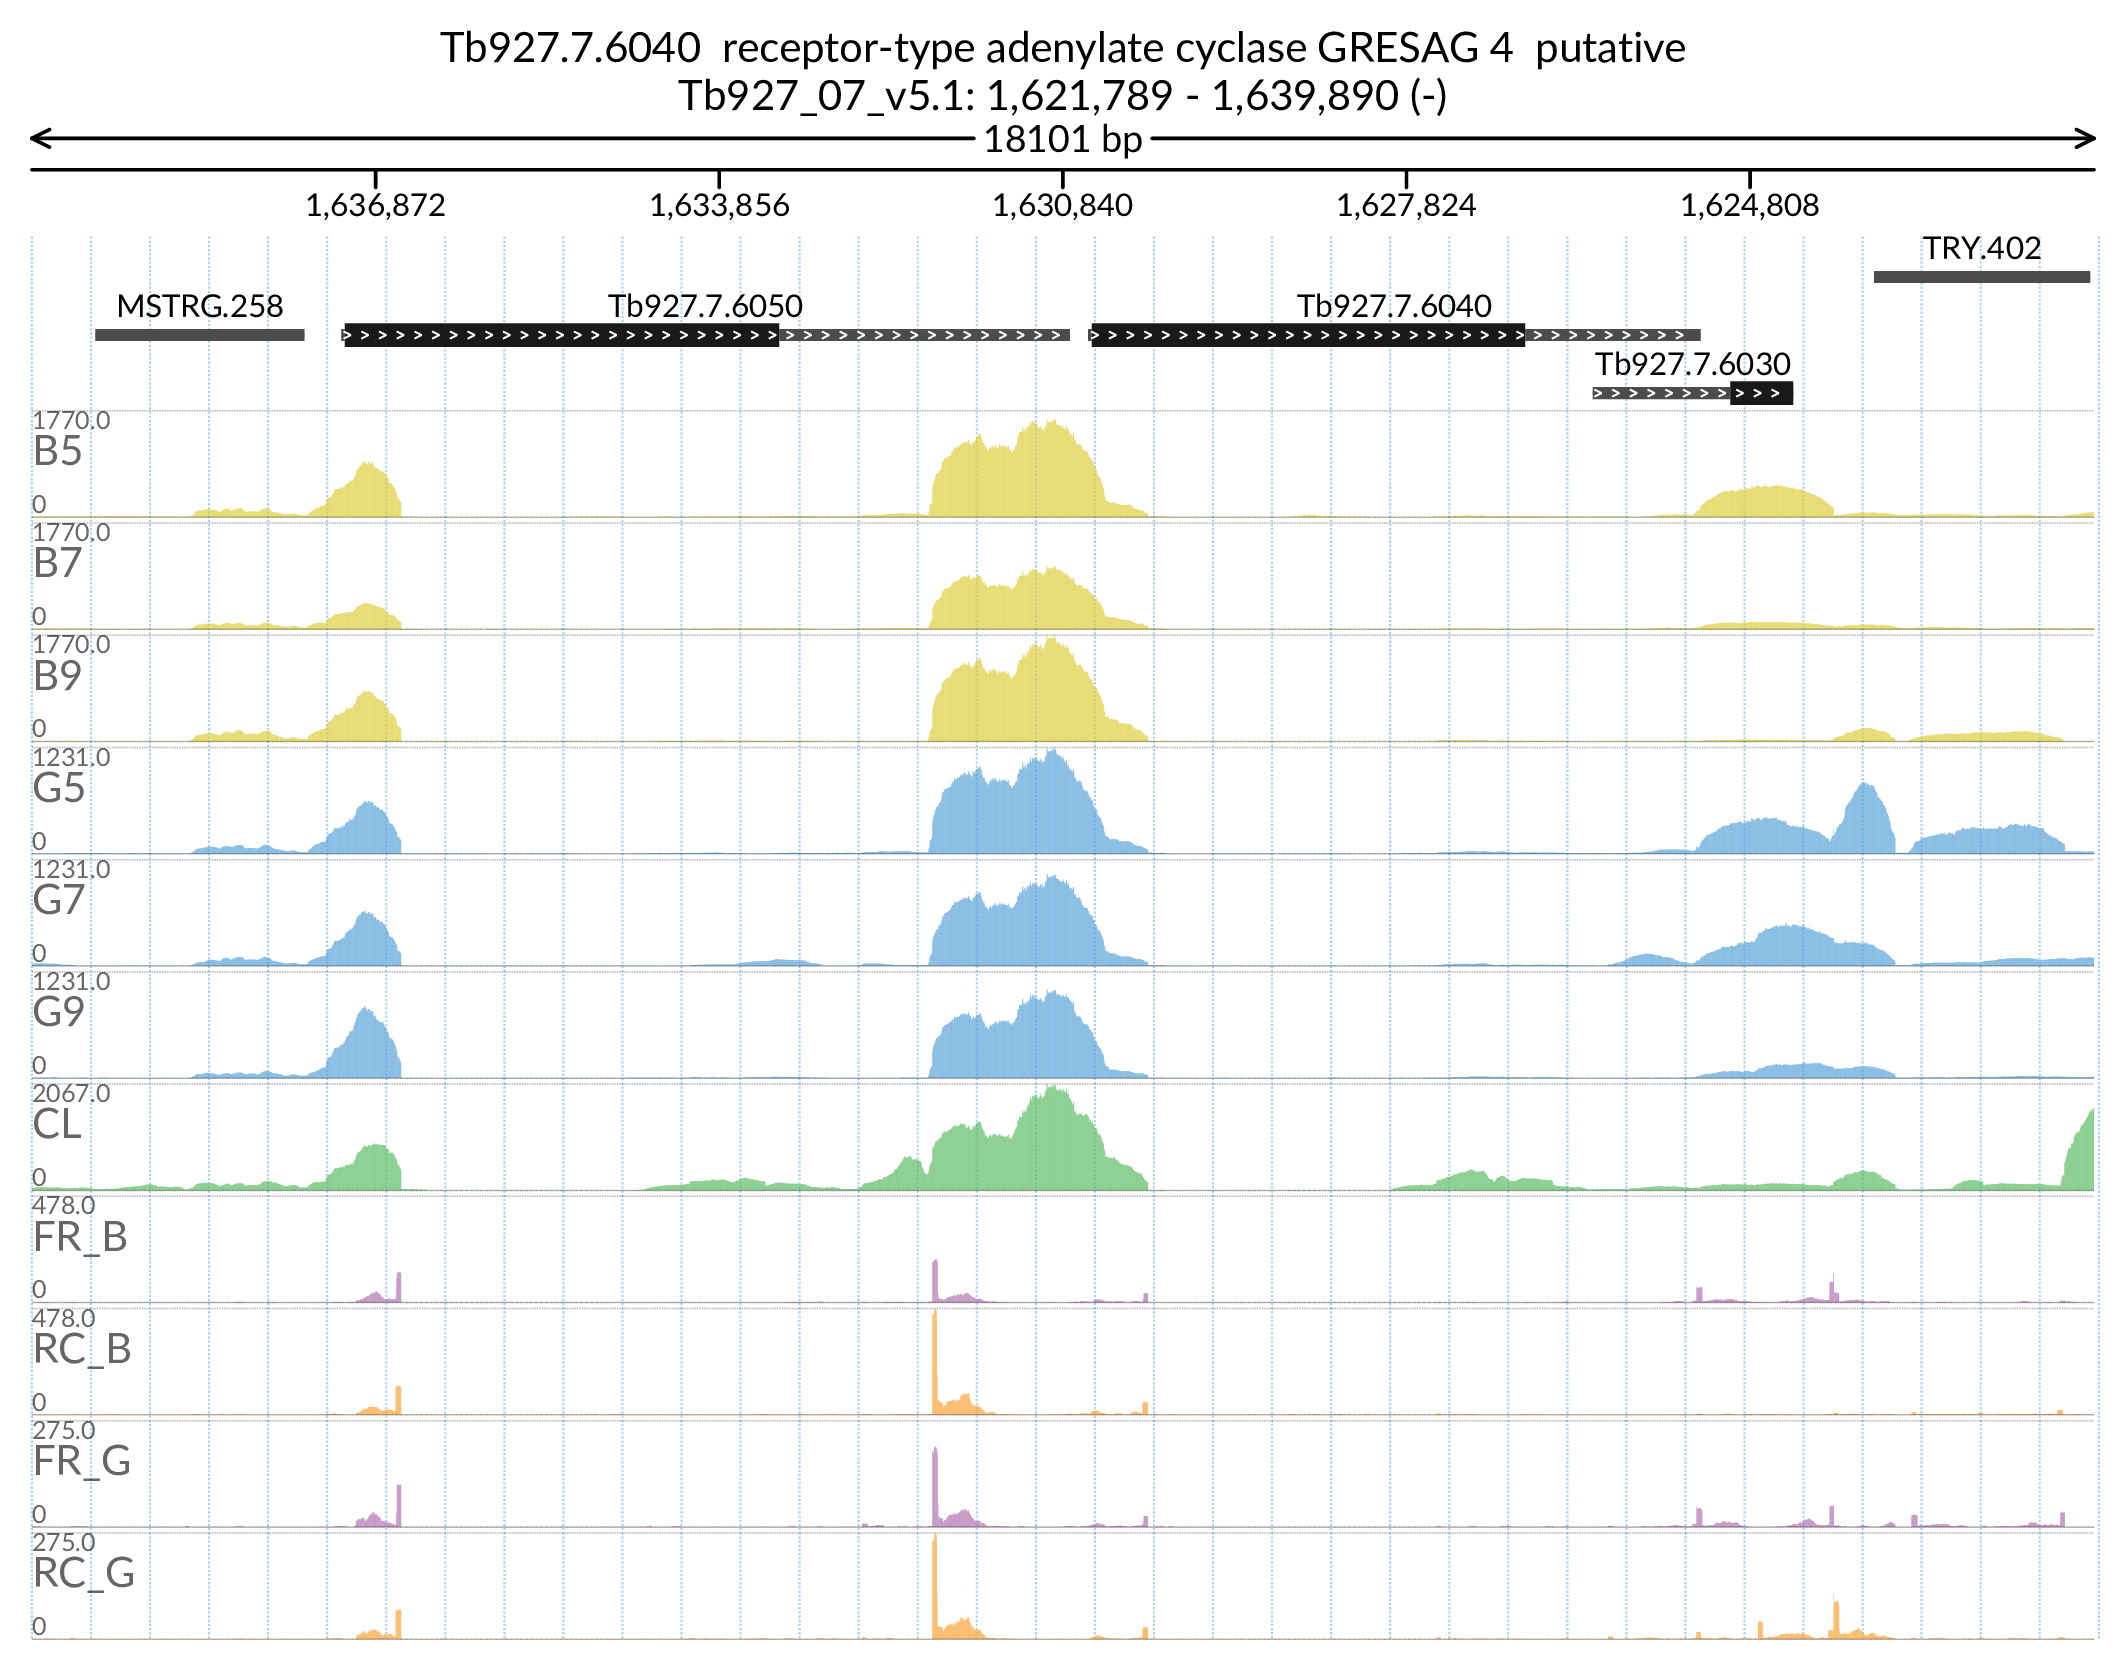 Tb927.7.6040  receptor-type adenylate cyclase GRESAG 4  putative
Tb927_07_v5.1: 1,621,789 - 1,639,890 (-)
18101 bp
1,636,872 1,633,856 1,630,840 1,627,824 1,624,808
TRY.402
MSTRG.258 Tb927.7.6050 Tb927.7.6040
Tb927.7.6030
1770.0
B5
0
1770.0
B7
0
1770.0
B9
0
1231.0
G5
0
1231.0
G7
0
1231.0
G9
0
2067.0
CL
0
478.0
FR_B
0
478.0
RC_B
0
275.0
FR_G
0
275.0
RC_G
0